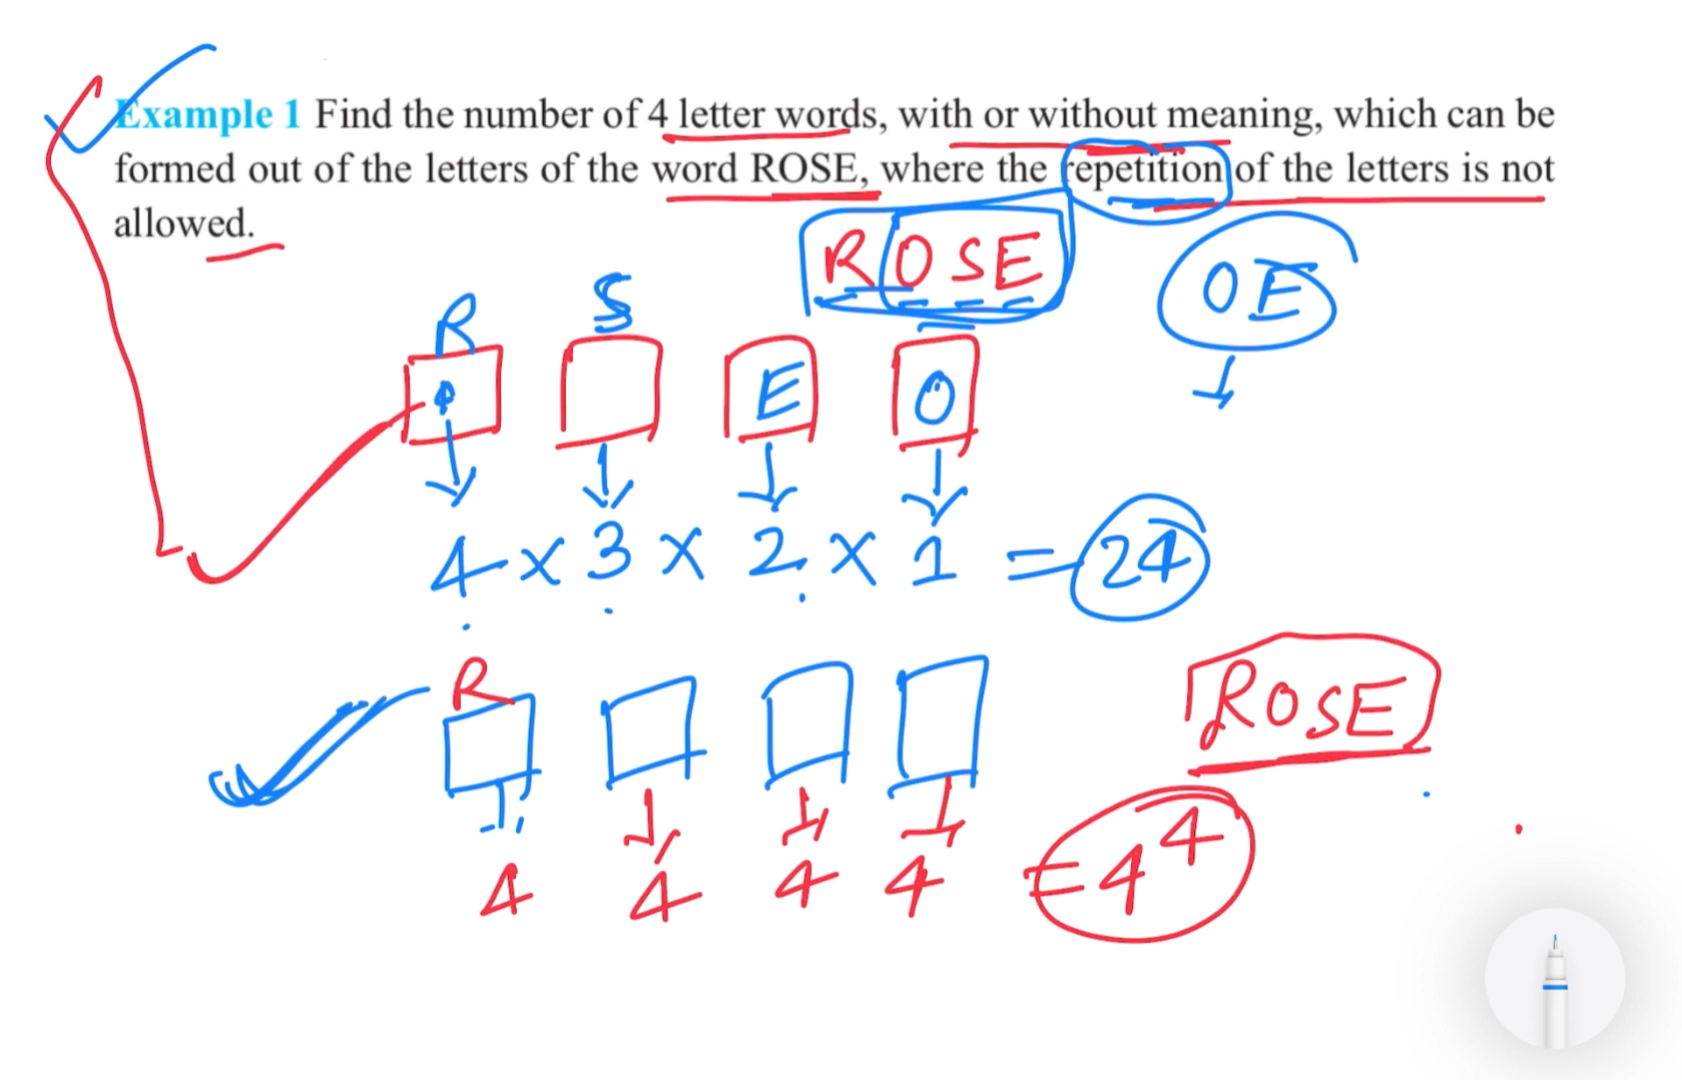 Example 1 Find the number of 4 letter words, with or without meaning, which can be
formed out of the letters of the word ROSE, where the repetition of the letters is not
allowed.
ROSE
OE
R S
E O
4 × 3 × 2 × 1 = 24
R
ROSE
4 4 4 4 = 4⁴